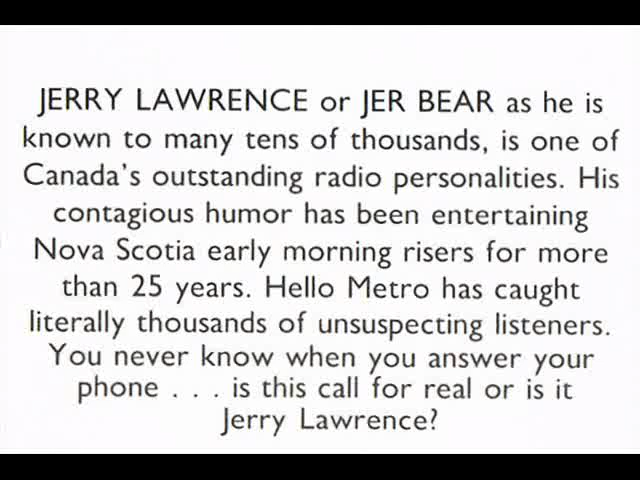 JERRY LAWRENCE or JER BEAR as he is
known to many tens of thousands, is one of
Canada's outstanding radio personalities. His
contagious humor has been entertaining
Nova Scotia early morning risers for more
than 25 years. Hello Metro has caught
literally thousands of unsuspecting listeners.
You never know when you answer your
phone . . . is this call for real or is it
Jerry Lawrence?